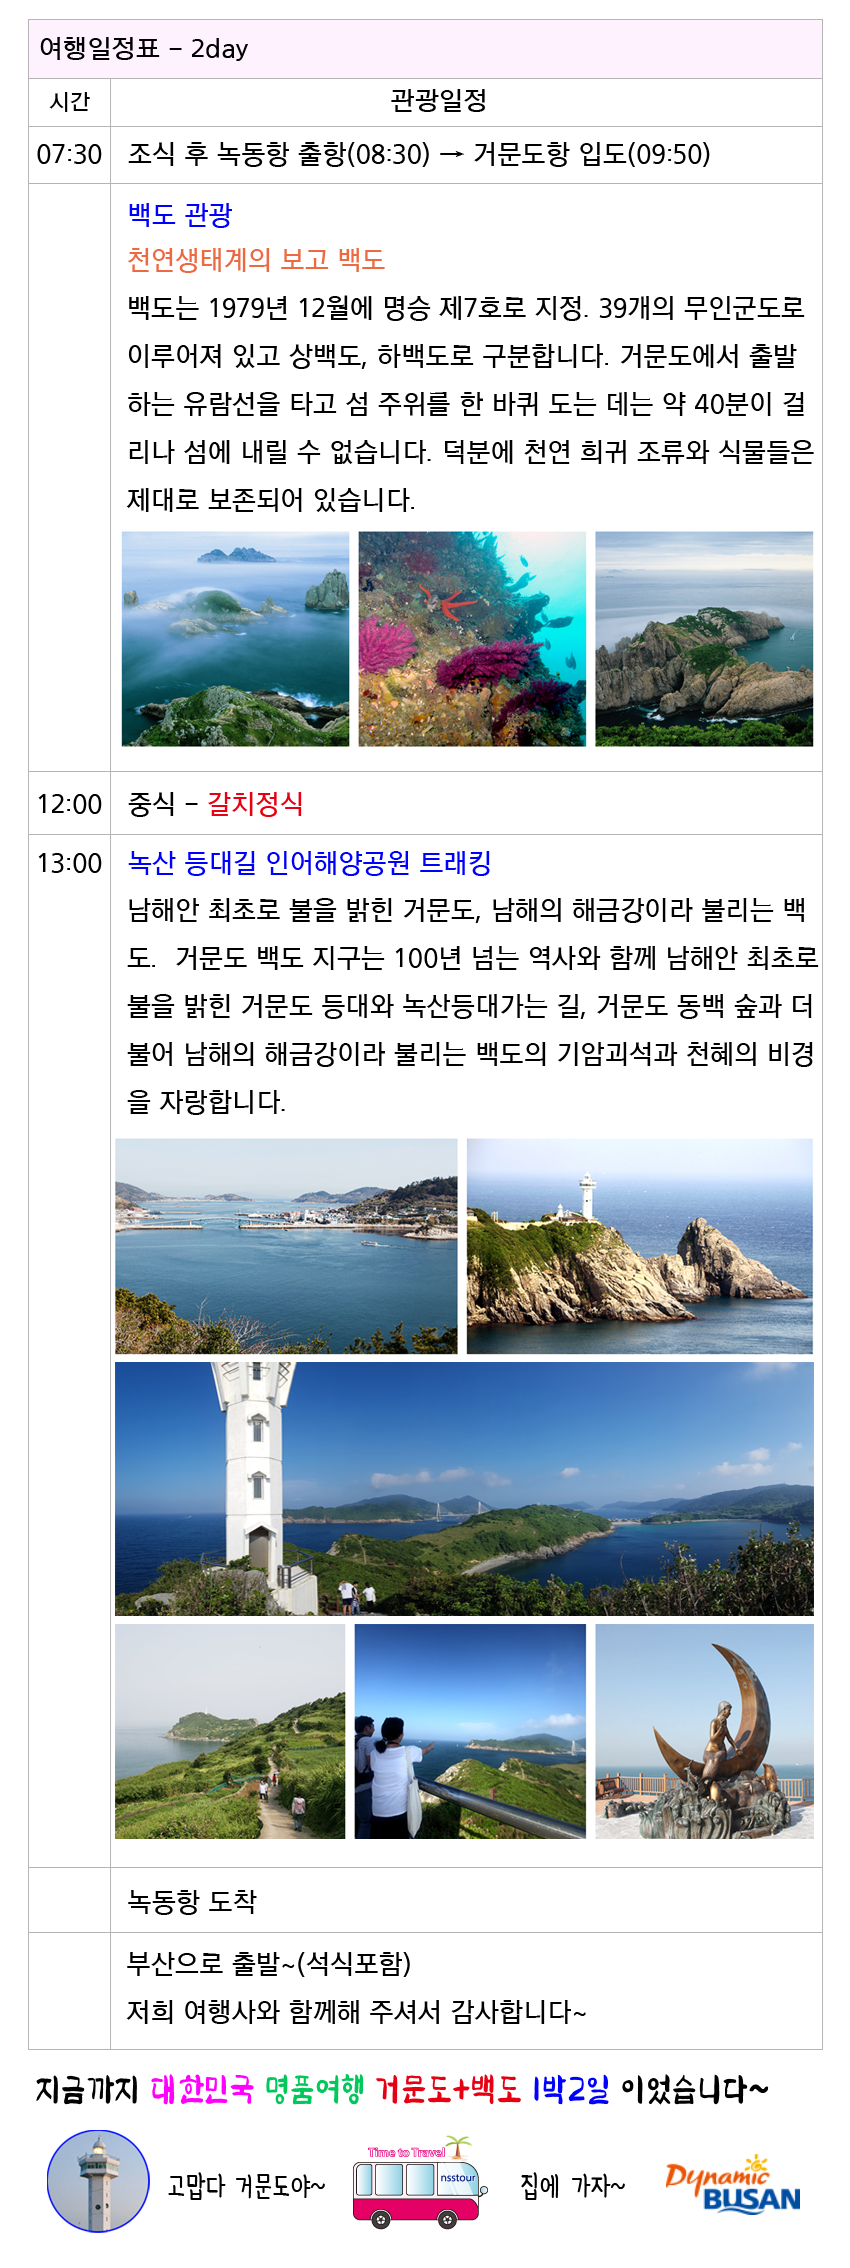 여행일정표 - 2day
시간 관광일정
07:30 조식 후 녹동항 출항(08:30) → 거문도항 입도(09:50)
백도 관광
천연생태계의 보고 백도
백도는 1979년 12월에 명승 제7호로 지정. 39개의 무인군도로
이루어져 있고 상백도, 하백도로 구분합니다. 거문도에서 출발
하는 유람선을 타고 섬 주위를 한 바퀴 도는 데는 약 40분이 걸
리나 섬에 내릴 수 없습니다. 덕분에 천연 희귀 조류와 식물들은
제대로 보존되어 있습니다.
12:00 중식 - 갈치정식
13:00 녹산 등대길 인어해양공원 트래킹
남해안 최초로 불을 밝힌 거문도, 남해의 해금강이라 불리는 백
도. 거문도 백도 지구는 100년 넘는 역사와 함께 남해안 최초로
불을 밝힌 거문도 등대와 녹산등대가는 길, 거문도 동백 숲과 더
불어 남해의 해금강이라 불리는 백도의 기암괴석과 천혜의 비경
을 자랑합니다.
녹동항 도착
부산으로 출발~(석식포함)
저희 여행사와 함께해 주셔서 감사합니다~
지금까지 대한민국 명품여행 거문도+백도 1박2일 이었습니다~
고맙다 거문도야~ Time to Travel nsstour 집에 가자~ Dynamic BUSAN